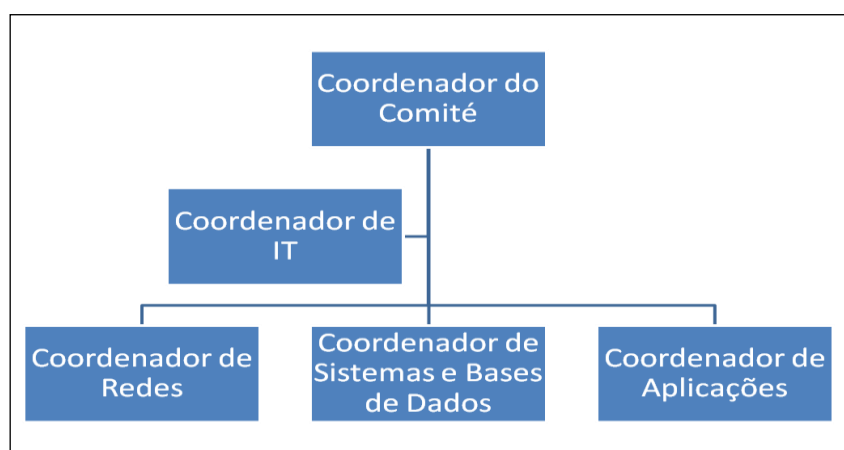 Coordenador do
Comité
Coordenador de
IT
Coordenador de
Redes
Coordenador de
Sistemas e Bases
de Dados
Coordenador de
Aplicações